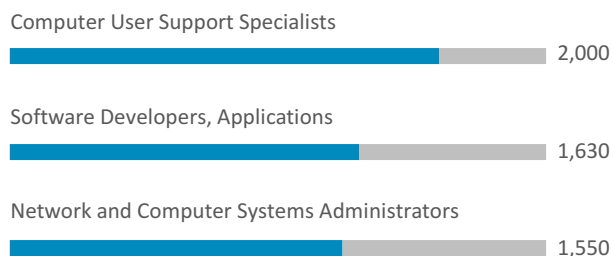 Computer User Support Specialists
2,000
Software Developers, Applications
1,630
Network and Computer Systems Administrators
1,550